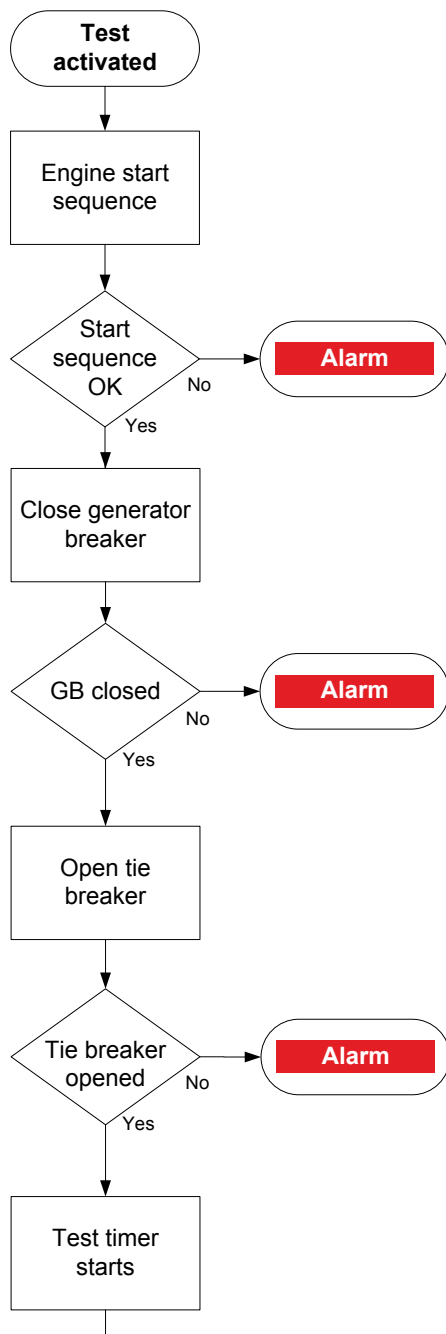 Test
activated
Engine start
sequence
Start
sequence
OK
No
Alarm
Yes
Close generator
breaker
GB closed
No
Alarm
Yes
Open tie
breaker
Tie breaker
opened
No
Alarm
Yes
Test timer
starts